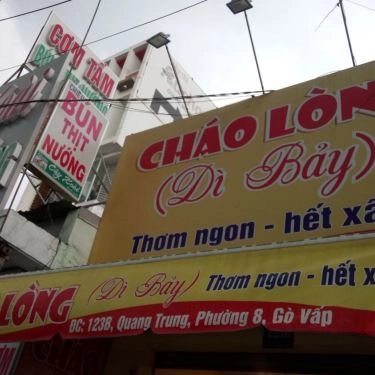 CƠM TẤM
BÚN
THỊT
NƯỚNG
CHÁO LÒNG
(Dì Bảy)
Thơm ngon - hết xả
LÒNG (Dì Bảy) Thơm ngon - hết x
ĐC: 123B, Quang Trung, Phường 8, Gò Vấp
CHÁO